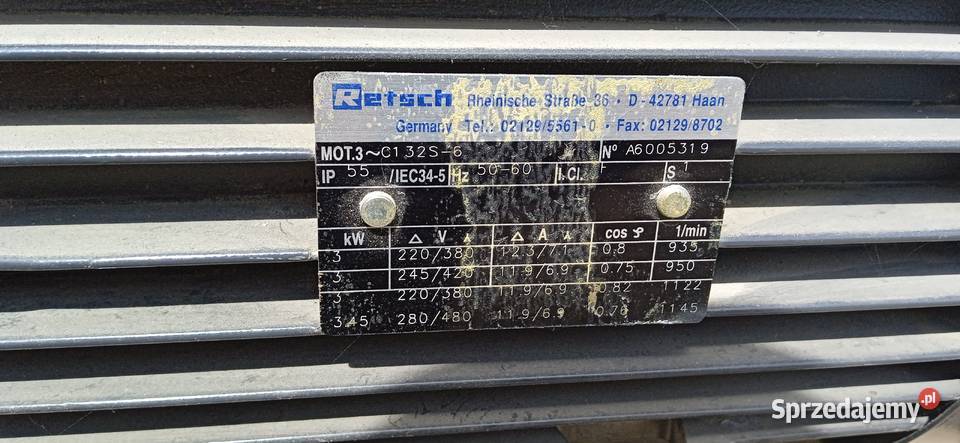 Retsch Rheinische Straße 36 · D - 42781 Haan
Germany Tel.: 02129/5561-0 · Fax: 02129/8702
MOT.3~C132S-6 Nº A6005319
IP 55 /IEC34-5 Hz 50-60 I.Cl. F S 1
kW △ V 人 △ A 人 cos φ 1/min
3 220/380 12.3/7.1 0.8 935
3 245/420 11.9/6.9 0.75 950
3 220/380 11.9/6.9 0.82 1122
3.45 280/480 11.9/6.9 0.76 1145
Sprzedajemy.pl